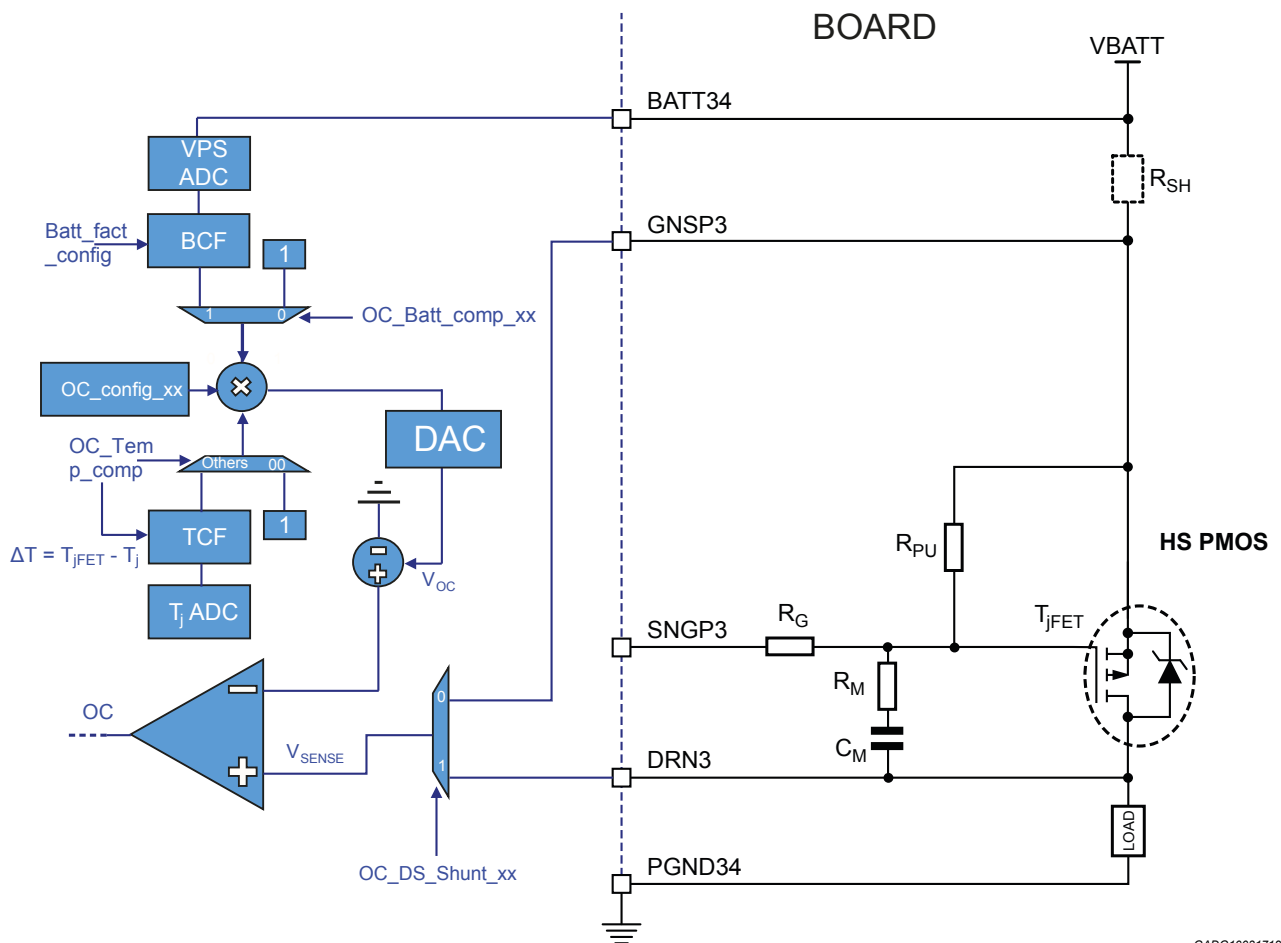 BOARD
VBATT
BATT34
VPS
ADC
RSH
GNSP3
Batt_fact
_config
BCF
1
1 0
OC_Batt_comp_xx
OC_config_xx
OC_Tem
p_comp
Others 00
DAC
TCF
1
ΔT = TjFET - Tj
VOC
Tj ADC
RPU
HS PMOS
SNGP3
RG
TjFET
RM
OC
VSENSE
0
1
CM
DRN3
LOAD
OC_DS_Shunt_xx
PGND34